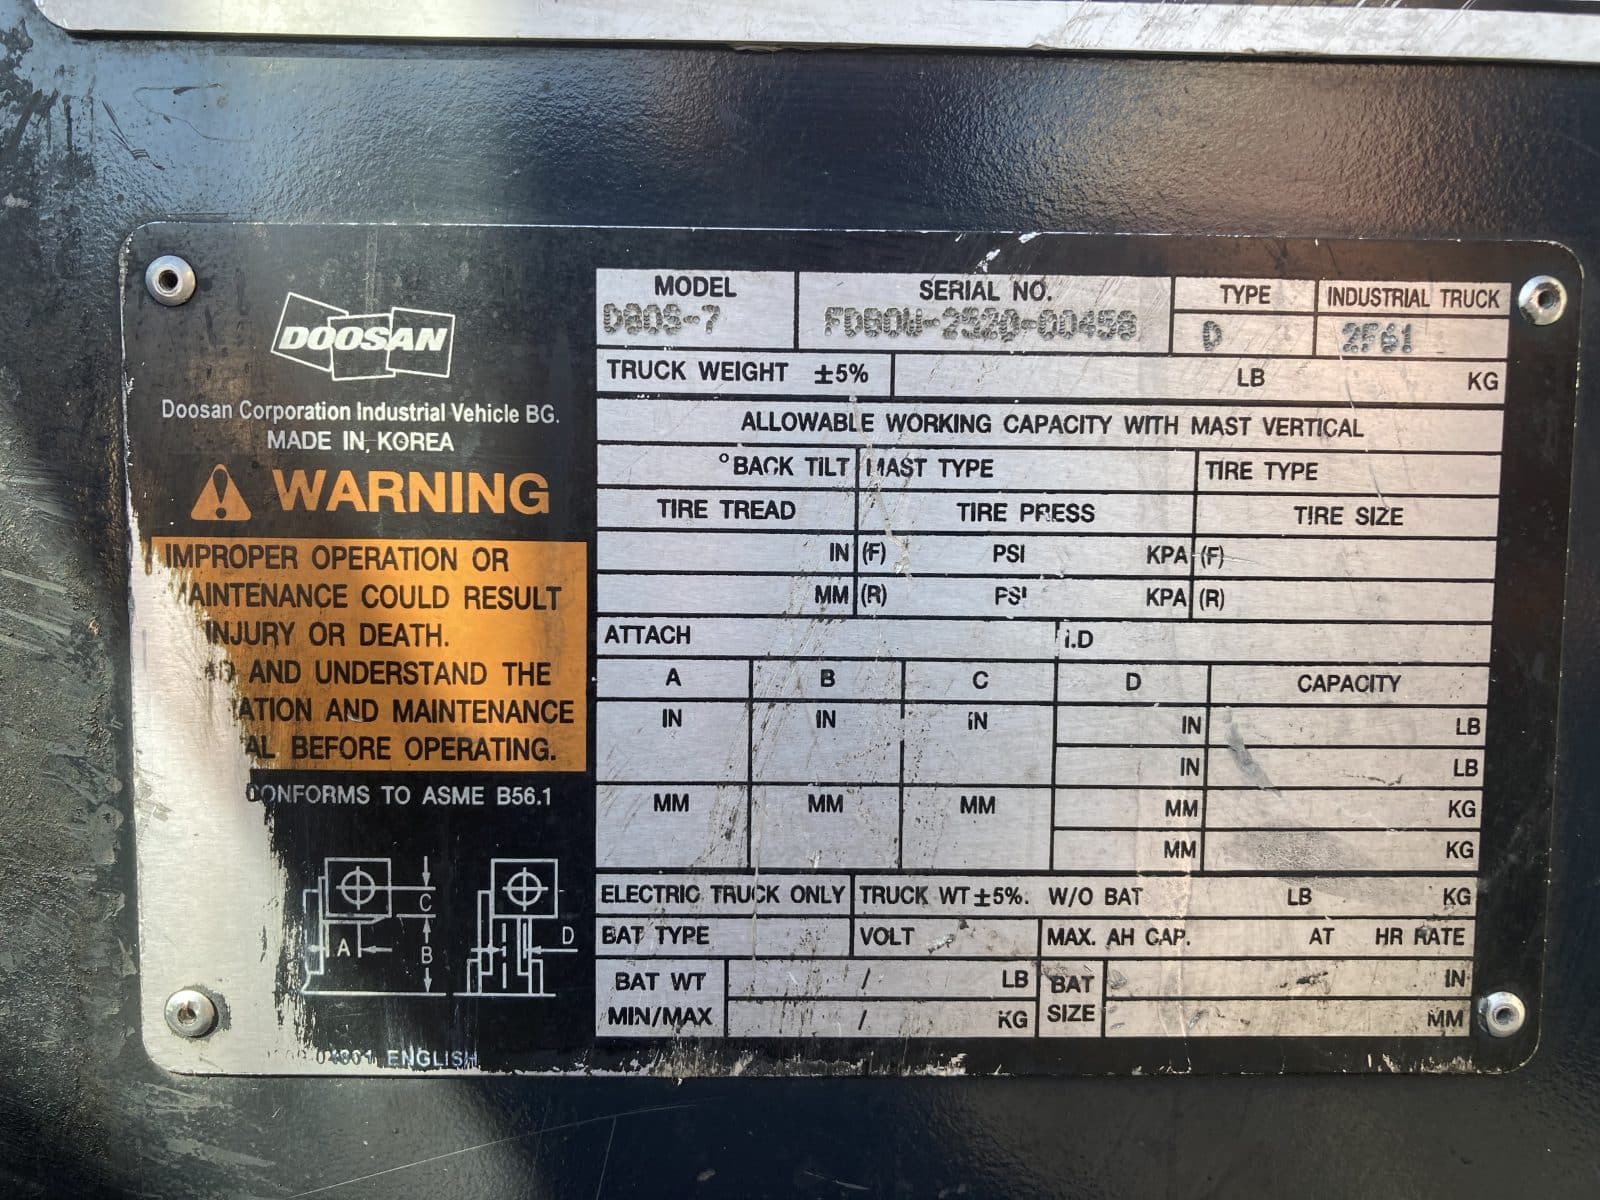 DOOSAN
Doosan Corporation Industrial Vehicle BG.
MADE IN KOREA
WARNING
IMPROPER OPERATION OR
MAINTENANCE COULD RESULT
INJURY OR DEATH.
AND UNDERSTAND THE
ATION AND MAINTENANCE
AL BEFORE OPERATING.
CONFORMS TO ASME B56.1
C
A
B
D
ENGLISH
MODEL SERIAL NO. TYPE INDUSTRIAL TRUCK
D80S-7 D
TRUCK WEIGHT ±5% LB KG
ALLOWABLE WORKING CAPACITY WITH MAST VERTICAL
°BACK TILT MAST TYPE TIRE TYPE
TIRE TREAD TIRE PRESS TIRE SIZE
IN (F) PSI KPA (F)
MM (R) PSI KPA (R)
ATTACH I.D
A B C D CAPACITY
IN IN IN IN LB
IN LB
MM MM MM MM KG
MM KG
ELECTRIC TRUCK ONLY TRUCK WT ±5%. W/O BAT LB KG
BAT TYPE VOLT MAX. AH CAP. AT HR RATE
BAT WT / LB BAT IN
MIN/MAX / KG SIZE MM